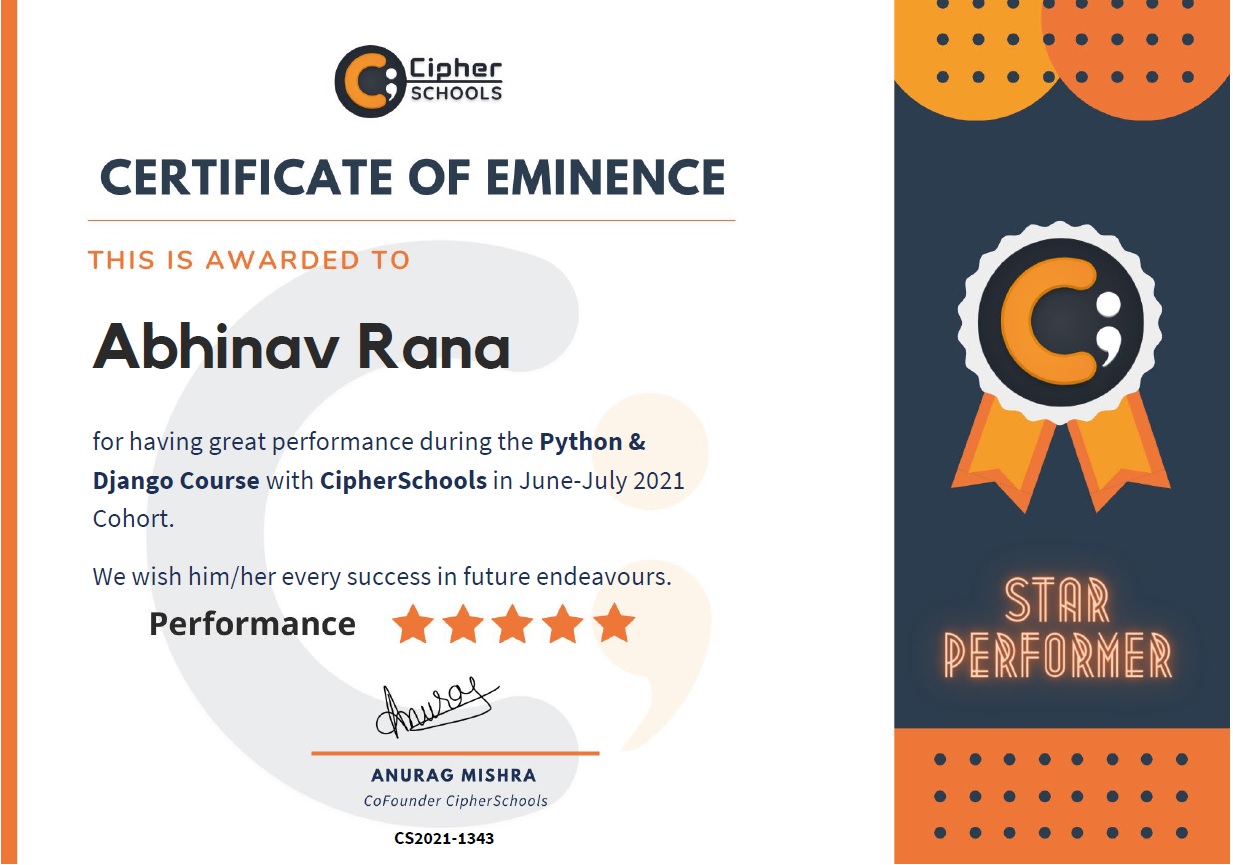 Cipher
SCHOOLS
CERTIFICATE OF EMINENCE
THIS IS AWARDED TO
Abhinav Rana
for having great performance during the Python &
Django Course with CipherSchools in June-July 2021
Cohort.
We wish him/her every success in future endeavours.
Performance
Anurag
ANURAG MISHRA
CoFounder CipherSchools
CS2021-1343
STAR
PERFORMER